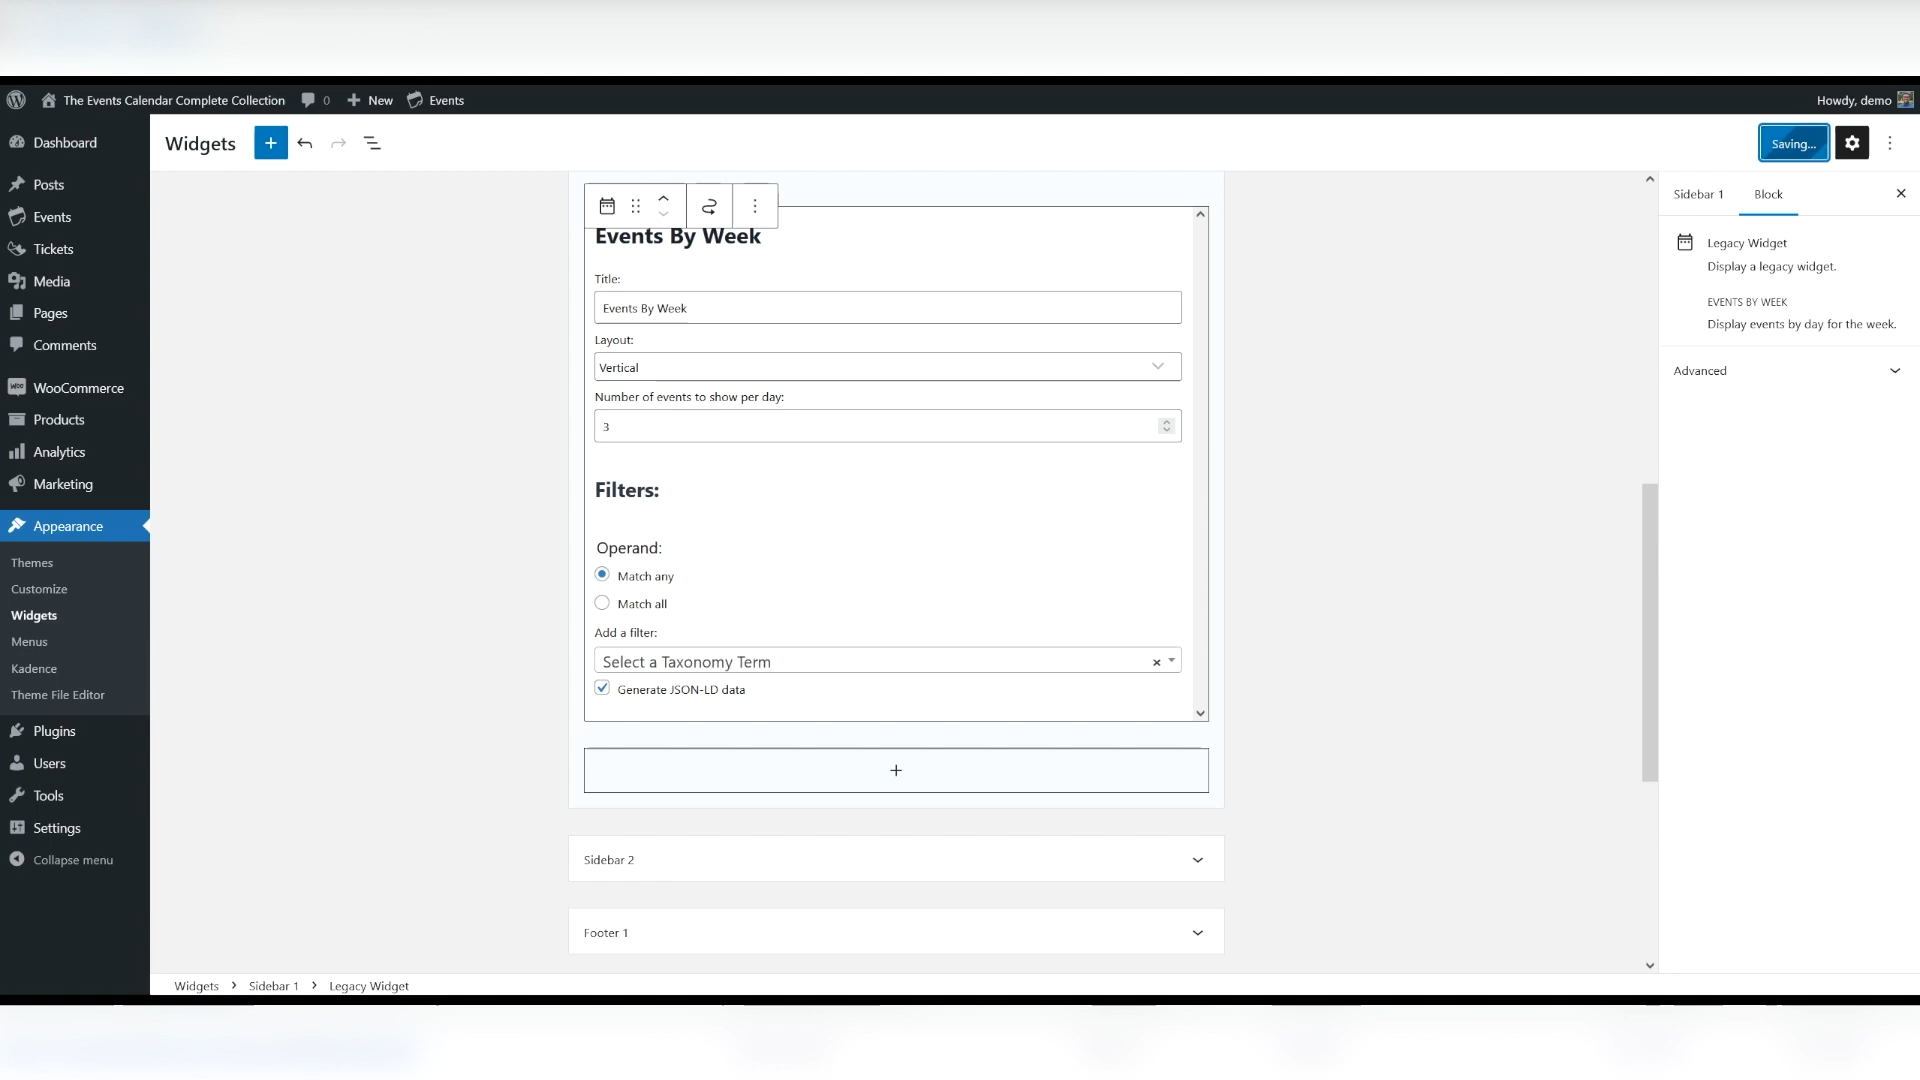 The Events Calendar Complete Collection
0
New
Events
Howdy, demo
Dashboard
Posts
Events
Tickets
Media
Pages
Comments
WooCommerce
Products
Analytics
Marketing
Appearance
Themes
Customize
Widgets
Menus
Kadence
Theme File Editor
Plugins
Users
Tools
Settings
Collapse menu
Widgets
Saving...
Events By Week
Title:
Events By Week
Layout:
Vertical
Number of events to show per day:
3
Filters:
Operand:
Match any
Match all
Add a filter:
Select a Taxonomy Term
Generate JSON-LD data
Sidebar 2
Footer 1
Sidebar 1
Block
Legacy Widget
Display a legacy widget.
EVENTS BY WEEK
Display events by day for the week.
Advanced
Widgets > Sidebar 1 > Legacy Widget